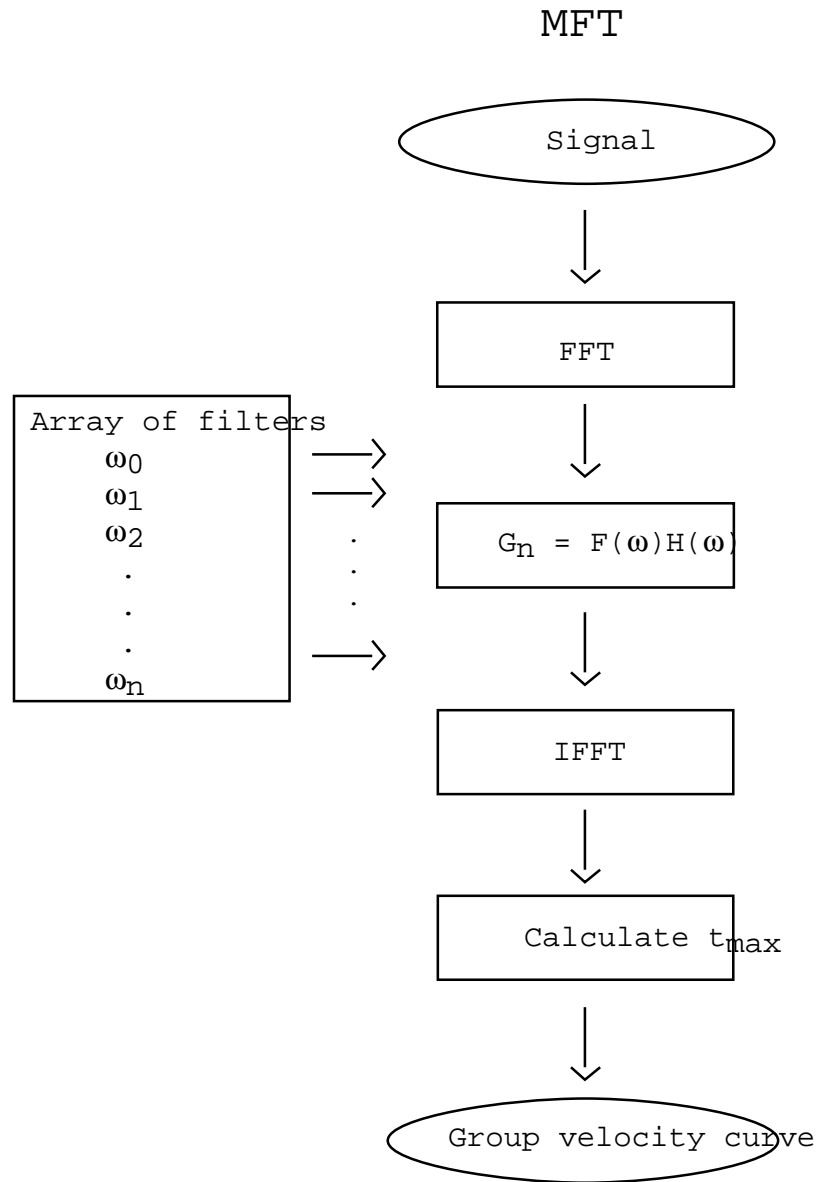 MFT
Signal
FFT
Array of filters
ω0
ω1
ω2
.
.
.
ωn
.
.
.
Gn = F(ω)H(ω)
IFFT
Calculate tmax
Group velocity curve